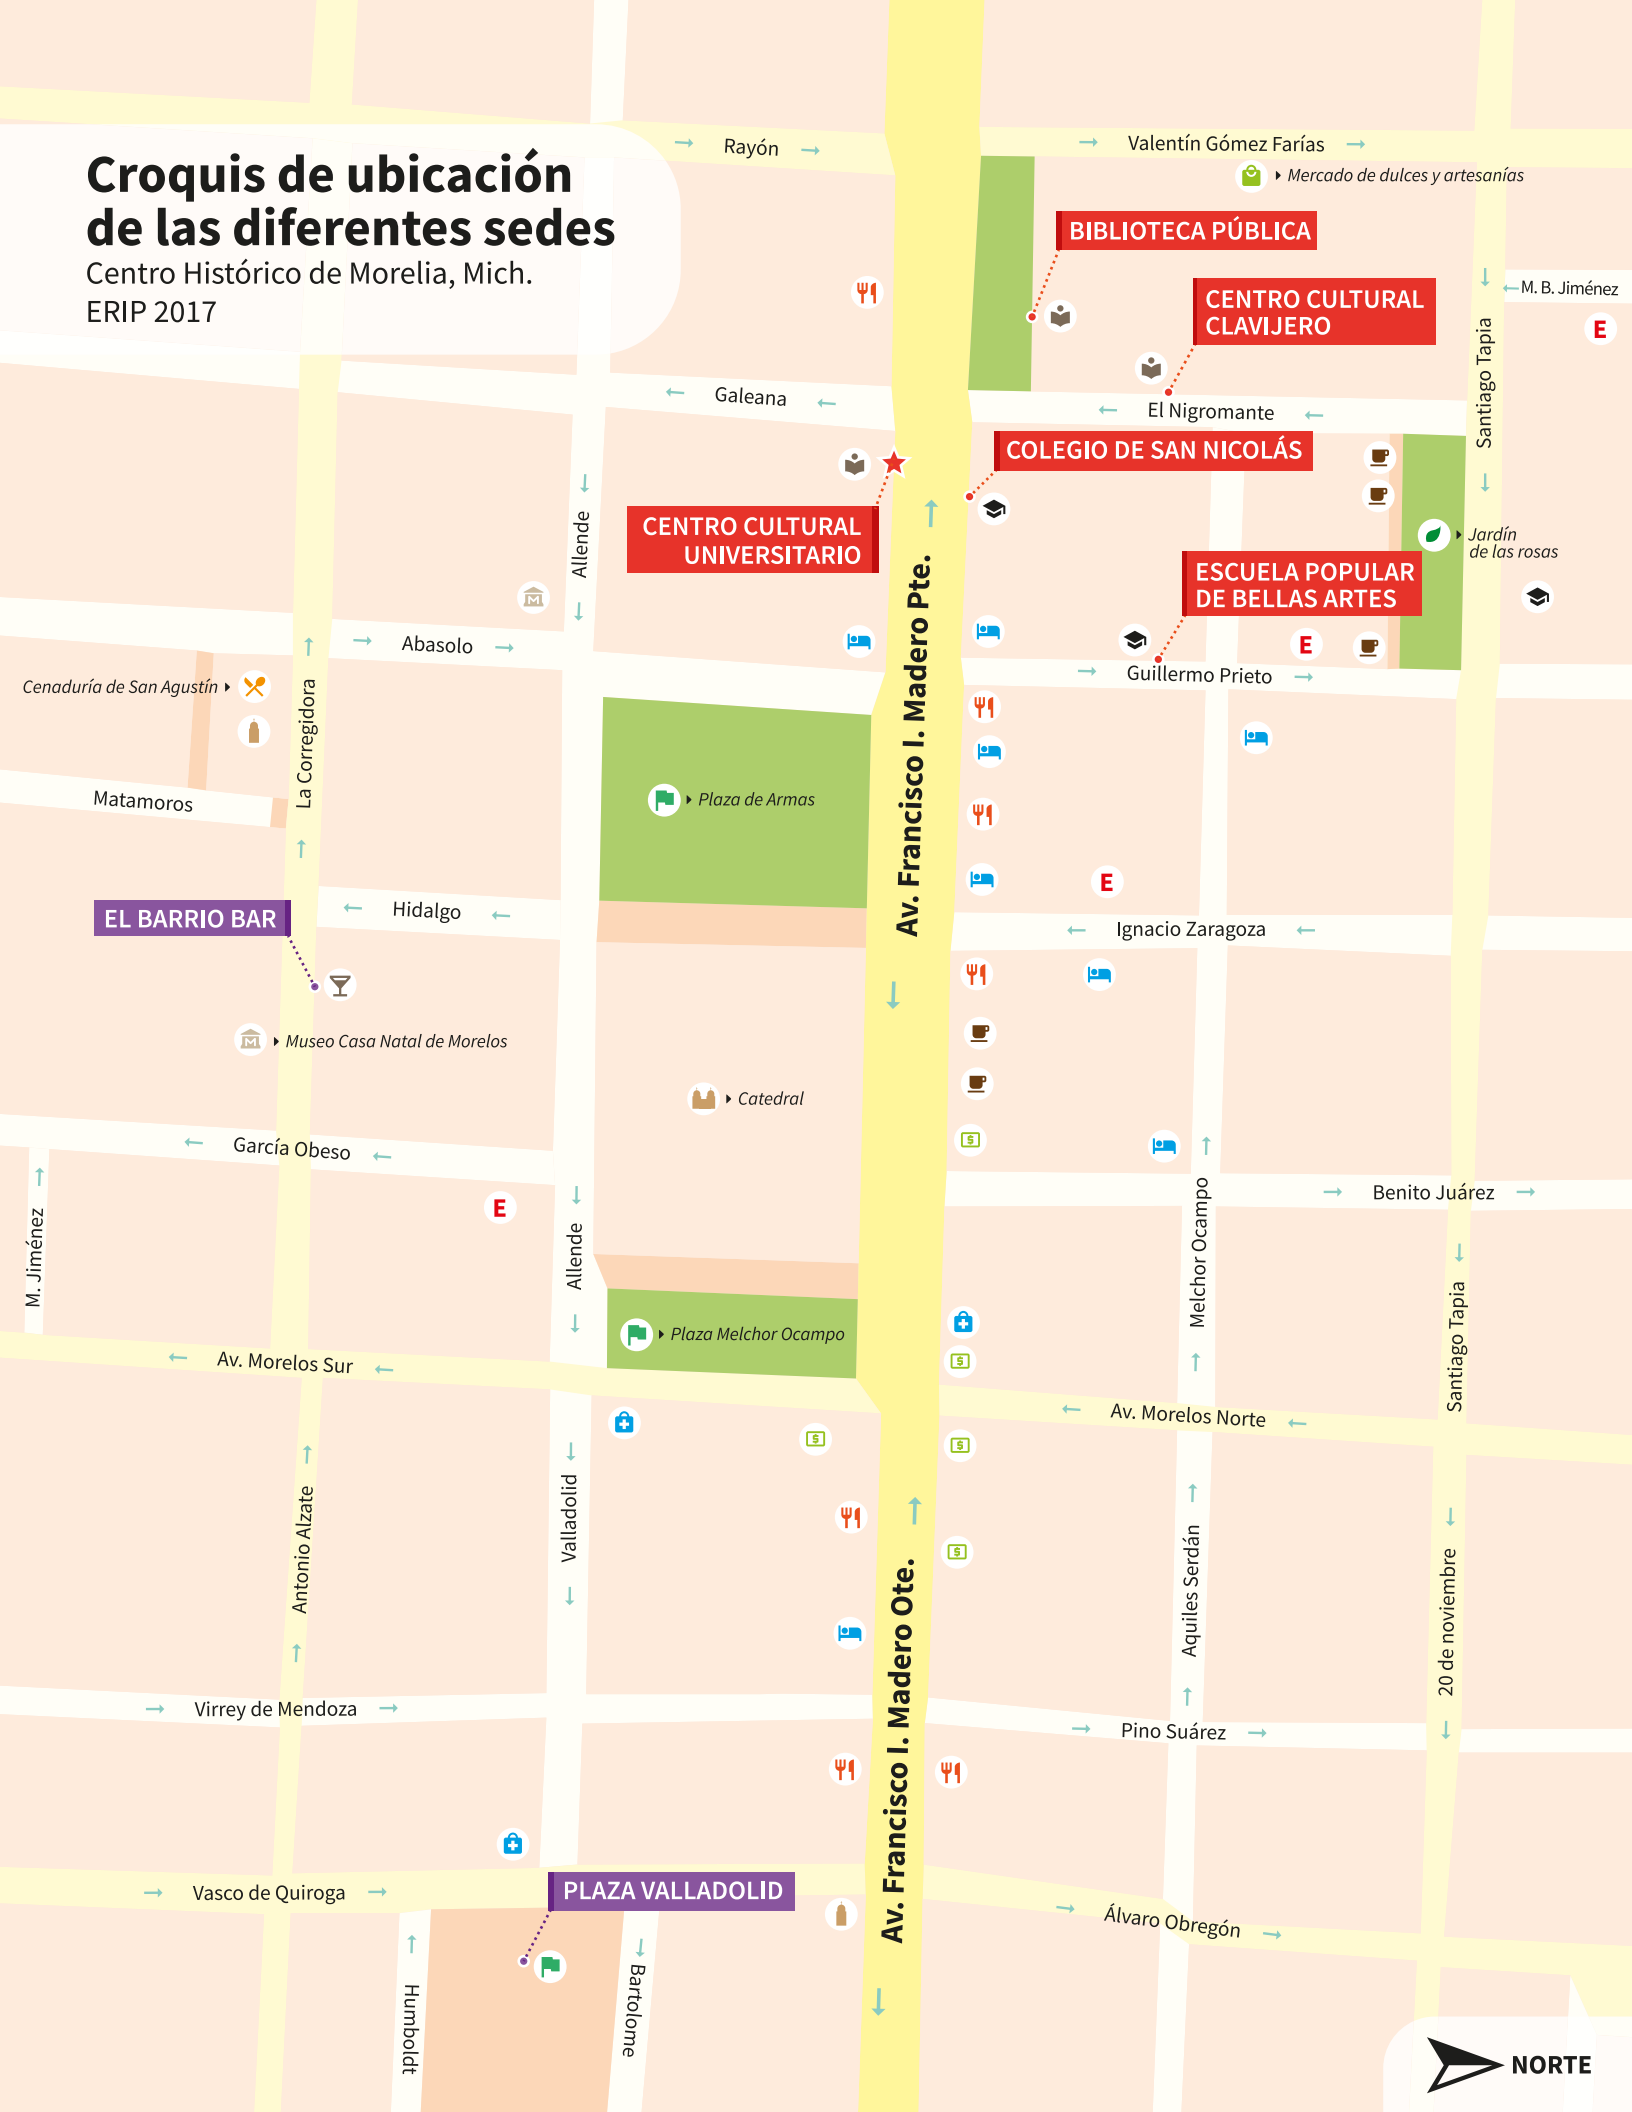 Croquis de ubicación
de las diferentes sedes
Centro Histórico de Morelia, Mich.
ERIP 2017
Rayón
Valentín Gómez Farías
Mercado de dulces y artesanías
BIBLIOTECA PÚBLICA
CENTRO CULTURAL
CLAVIJERO
M. B. Jiménez
E
Santiago Tapia
Galeana
El Nigromante
COLEGIO DE SAN NICOLÁS
CENTRO CULTURAL
UNIVERSITARIO
Allende
Jardín
de las rosas
ESCUELA POPULAR
DE BELLAS ARTES
Abasolo
E
Guillermo Prieto
Cenaduría de San Agustín
La Corregidora
Av. Francisco I. Madero Pte.
Matamoros
Plaza de Armas
E
EL BARRIO BAR
Hidalgo
Ignacio Zaragoza
Museo Casa Natal de Morelos
Catedral
García Obeso
E
M. Jiménez
Allende
Melchor Ocampo
Benito Juárez
Santiago Tapia
Plaza Melchor Ocampo
Av. Morelos Sur
Av. Morelos Norte
Antonio Alzate
Valladolid
Av. Francisco I. Madero Ote.
Aquiles Serdán
20 de noviembre
Virrey de Mendoza
Pino Suárez
Vasco de Quiroga
PLAZA VALLADOLID
Álvaro Obregón
Humboldt
Bartolome
NORTE